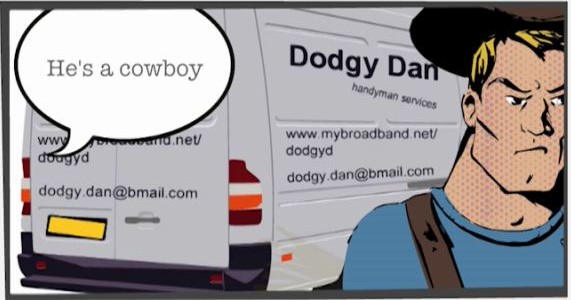 He's a cowboy
www.mybroadband.net/
dodgyd
dodgy.dan@bmail.com
Dodgy Dan
handyman services
www.mybroadband.net/
dodgyd
dodgy.dan@bmail.com